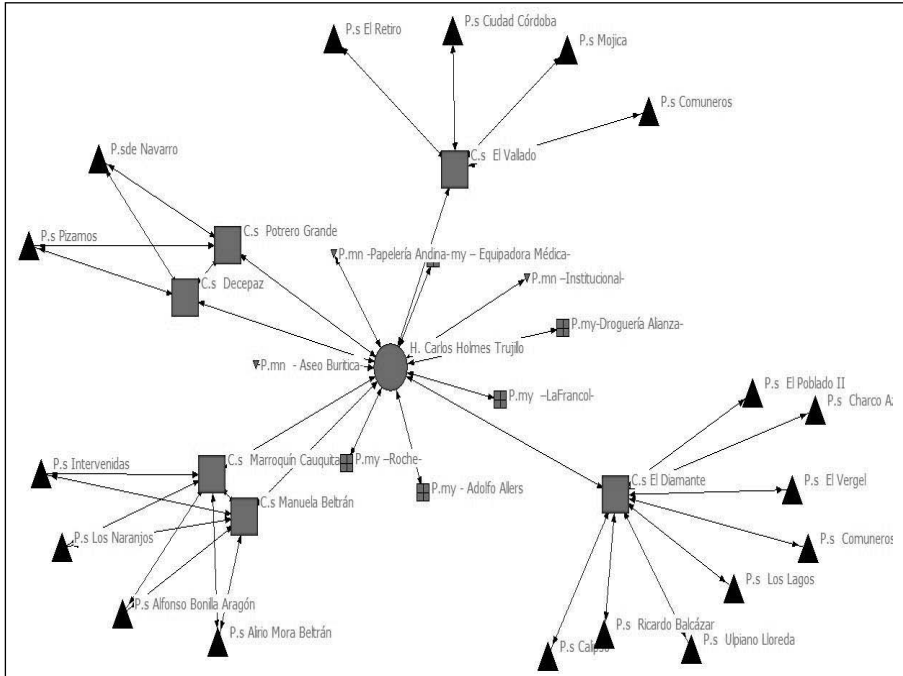 P.s Ciudad Córdoba
P.s El Retiro
P.s Mojica
P.s Comuneros
P.sde Navarro
C.s El Vallado
P.s Pizamos
C.s Potrero Grande
P.mn -Papelería Andina-my – Equipadora Médica-
P.mn –Institucional-
C.s Decepaz
P.my-Droguería Alianza-
H. Carlos Holmes Trujillo
P.mn - Aseo Buritica-
P.my –LaFrancol-
P.s El Poblado II
P.s Charco Az
C.s Marroquín Cauquita
P.my –Roche-
P.s Intervenidas
C.s El Diamante
P.s El Vergel
P.my - Adolfo Allers
C.s Manuela Beltrán
P.s Los Naranjos
P.s Comuneros
P.s Los Lagos
P.s Alfonso Bonilla Aragón
P.s Ricardo Balcázar
P.s Alirio Mora Beltrán
P.s Ulpiano Lloreda
P.s Calipso